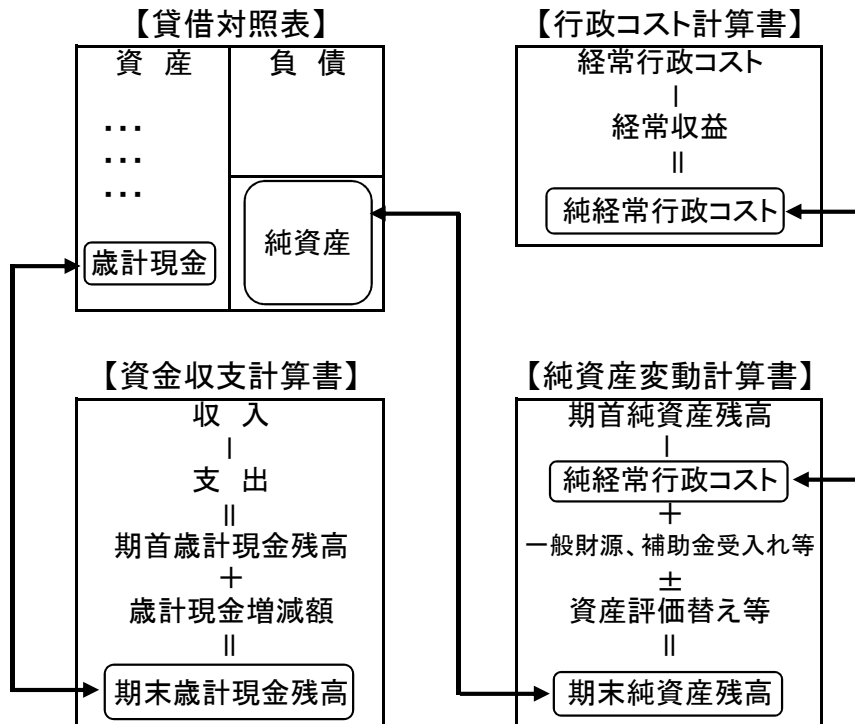 【貸借対照表】
資 産
負 債
・・・
・・・
・・・
歳計現金
純資産
【行政コスト計算書】
経常行政コスト
－
経常収益
＝
純経常行政コスト
【資金収支計算書】
収 入
－
支 出
＝
期首歳計現金残高
＋
歳計現金増減額
＝
期末歳計現金残高
【純資産変動計算書】
期首純資産残高
－
純経常行政コスト
＋
一般財源、補助金受入れ等
±
資産評価替え等
＝
期末純資産残高